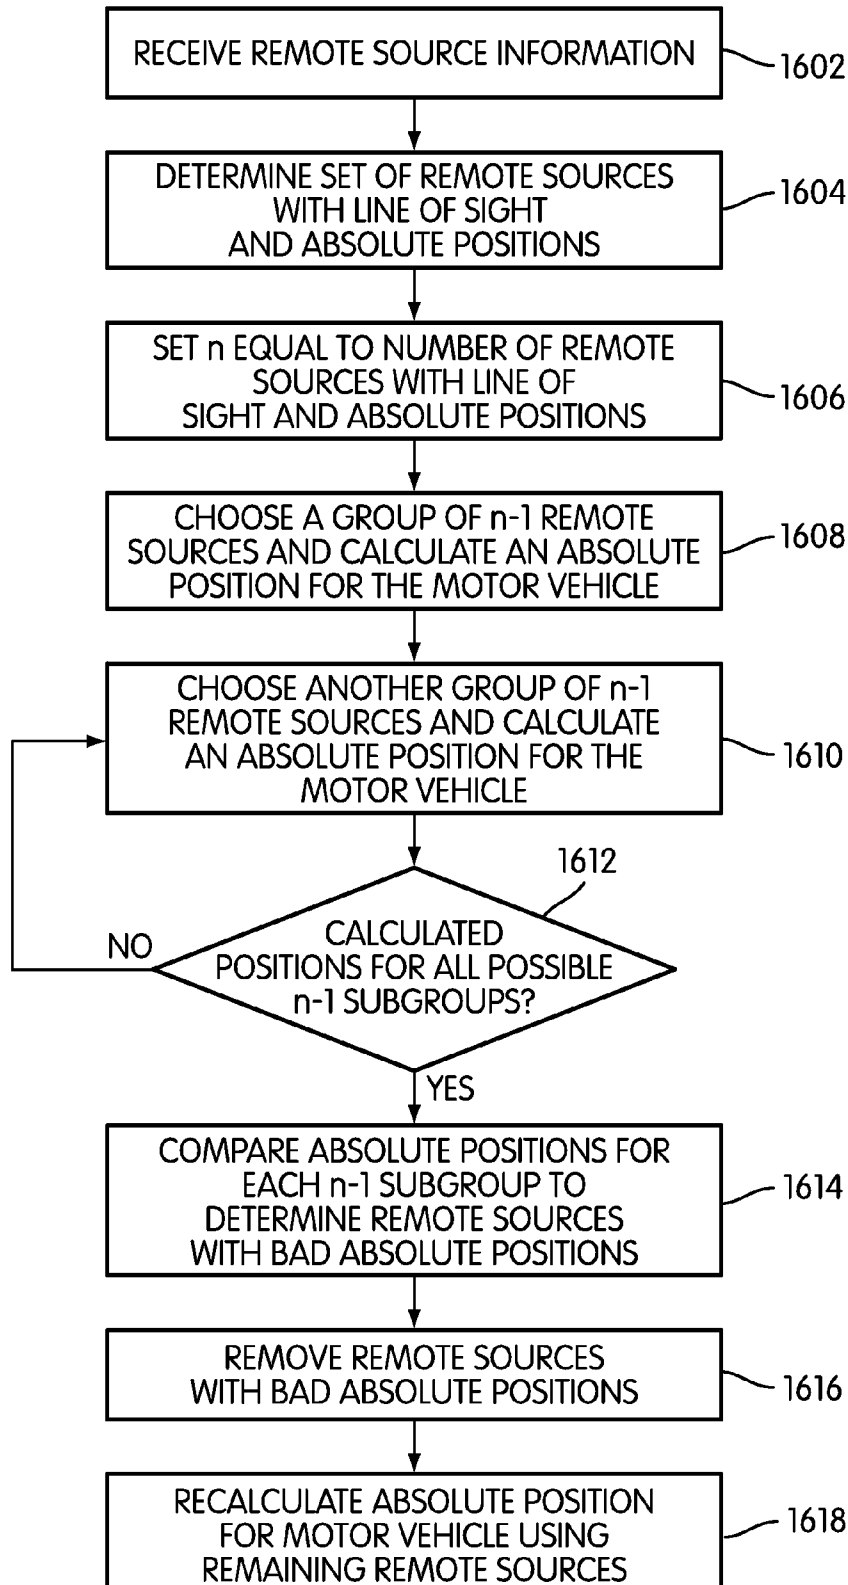 RECEIVE REMOTE SOURCE INFORMATION
1602
DETERMINE SET OF REMOTE SOURCES
WITH LINE OF SIGHT
AND ABSOLUTE POSITIONS
1604
SET n EQUAL TO NUMBER OF REMOTE
SOURCES WITH LINE OF
SIGHT AND ABSOLUTE POSITIONS
1606
CHOOSE A GROUP OF n-1 REMOTE
SOURCES AND CALCULATE AN ABSOLUTE
POSITION FOR THE MOTOR VEHICLE
1608
CHOOSE ANOTHER GROUP OF n-1
REMOTE SOURCES AND CALCULATE
AN ABSOLUTE POSITION FOR THE
MOTOR VEHICLE
1610
1612
CALCULATED
POSITIONS FOR ALL POSSIBLE
n-1 SUBGROUPS?
NO
YES
COMPARE ABSOLUTE POSITIONS FOR
EACH n-1 SUBGROUP TO
DETERMINE REMOTE SOURCES
WITH BAD ABSOLUTE POSITIONS
1614
REMOVE REMOTE SOURCES
WITH BAD ABSOLUTE POSITIONS
1616
RECALCULATE ABSOLUTE POSITION
FOR MOTOR VEHICLE USING
REMAINING REMOTE SOURCES
1618